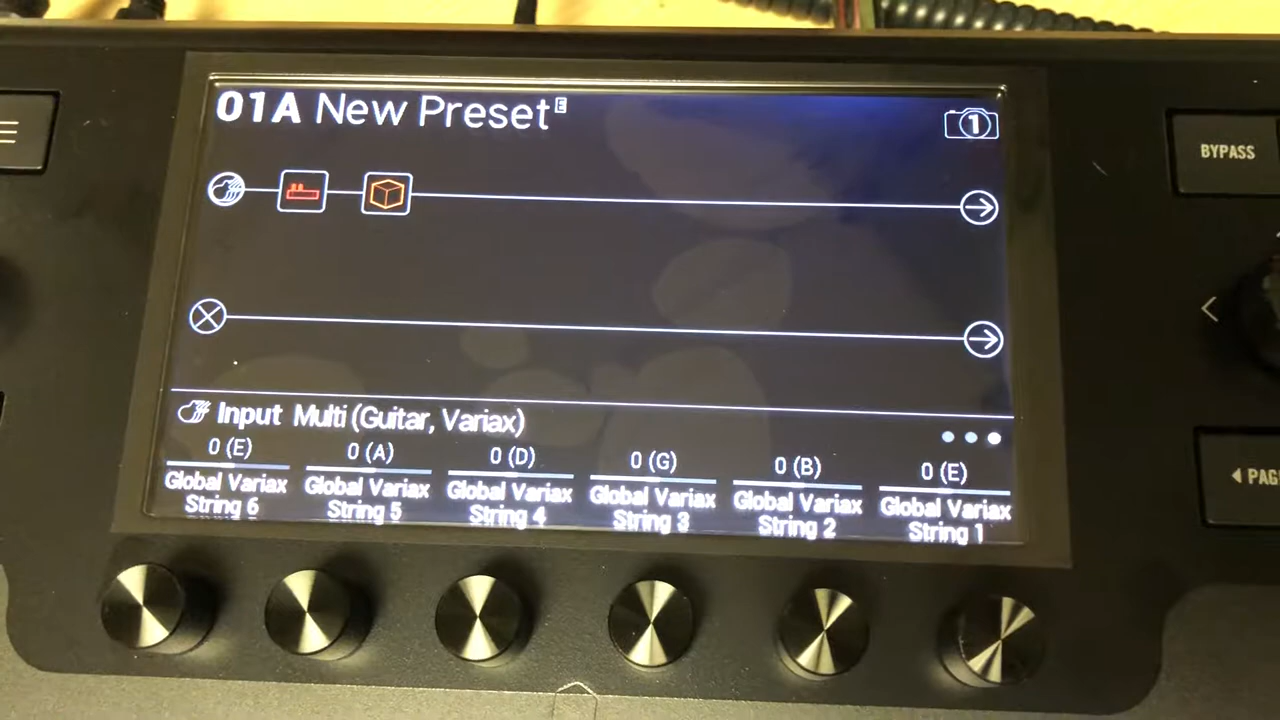 01A New Preset E
1
BYPASS
Input Multi (Guitar, Variax)
0 (E) 0 (A) 0 (D) 0 (G) 0 (B) 0 (E)
Global Variax Global Variax Global Variax Global Variax Global Variax Global Variax
String 6 String 5 String 4 String 3 String 2 String 1